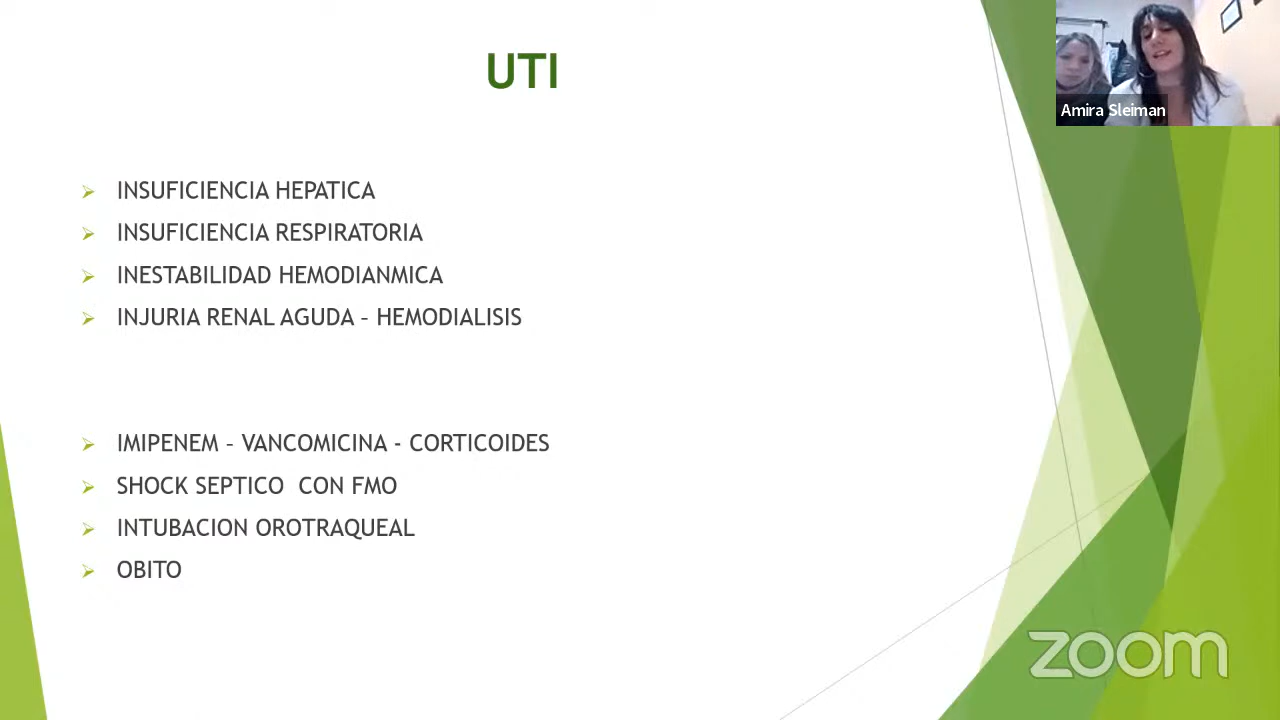 UTI
Amira Sleiman
INSUFICIENCIA HEPATICA
INSUFICIENCIA RESPIRATORIA
INESTABILIDAD HEMODIANMICA
INJURIA RENAL AGUDA – HEMODIALISIS
IMIPENEM – VANCOMICINA - CORTICOIDES
SHOCK SEPTICO CON FMO
INTUBACION OROTRAQUEAL
OBITO
zoom